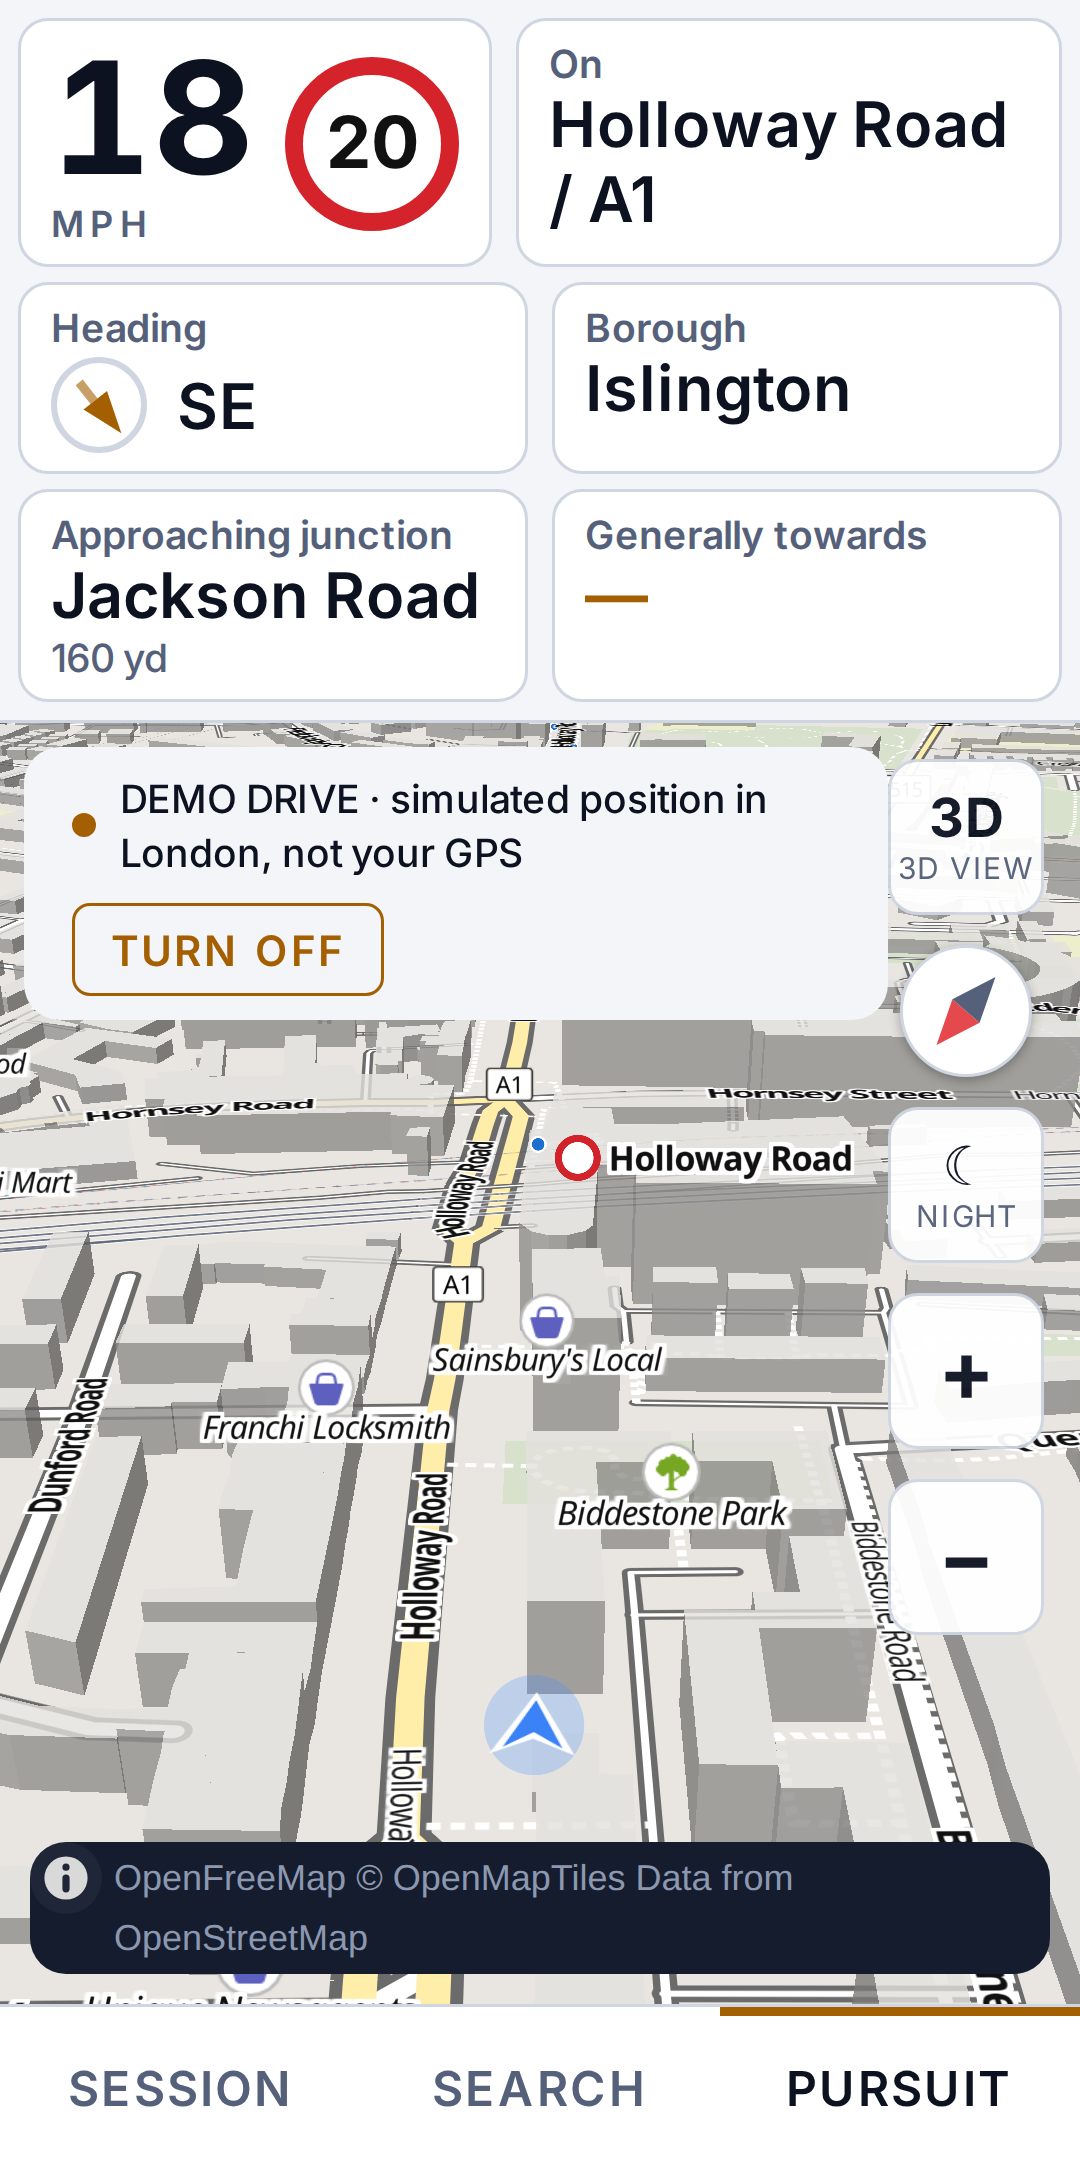 18
MPH
20
On
Holloway Road
/ A1
Heading
SE
Borough
Islington
Approaching junction
Jackson Road
160 yd
Generally towards
—
DEMO DRIVE · simulated position in
London, not your GPS
TURN OFF
3D
3D VIEW
A1
Hornsey Road
Hornsey Street
Holloway Road
Holloway Road
i Mart
NIGHT
A1
Sainsbury's Local
Franchi Locksmith
Dunford Road
+
Holloway Road
Biddestone Park
Biddestone Road
−
OpenFreeMap © OpenMapTiles Data from
OpenStreetMap
SESSION
SEARCH
PURSUIT